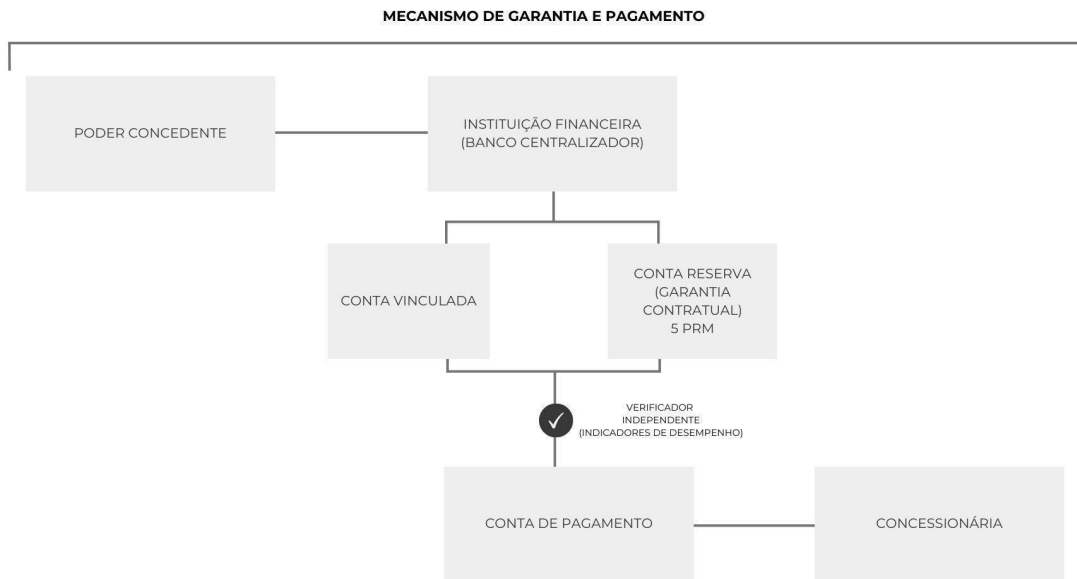 MECANISMO DE GARANTIA E PAGAMENTO
PODER CONCEDENTE
INSTITUIÇÃO FINANCEIRA
(BANCO CENTRALIZADOR)
CONTA VINCULADA
CONTA RESERVA
(GARANTIA
CONTRATUAL)
5 PRM
VERIFICADOR
INDEPENDENTE
(INDICADORES DE DESEMPENHO)
CONTA DE PAGAMENTO
CONCESSIONÁRIA